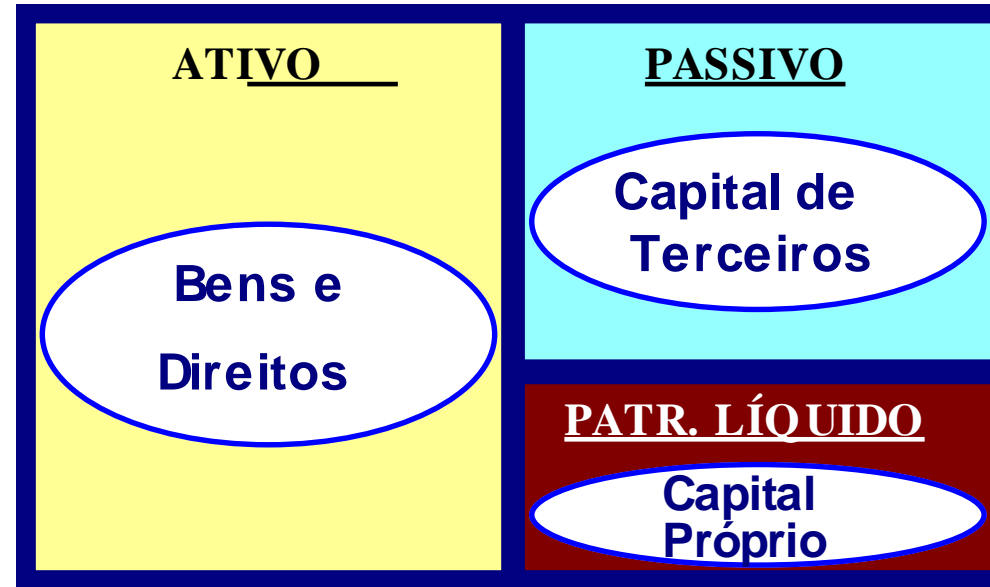 ATIVO
Bens e
Direitos
PASSIVO
Capital de
Terceiros
PATR. LÍQUIDO
Capital
Próprio